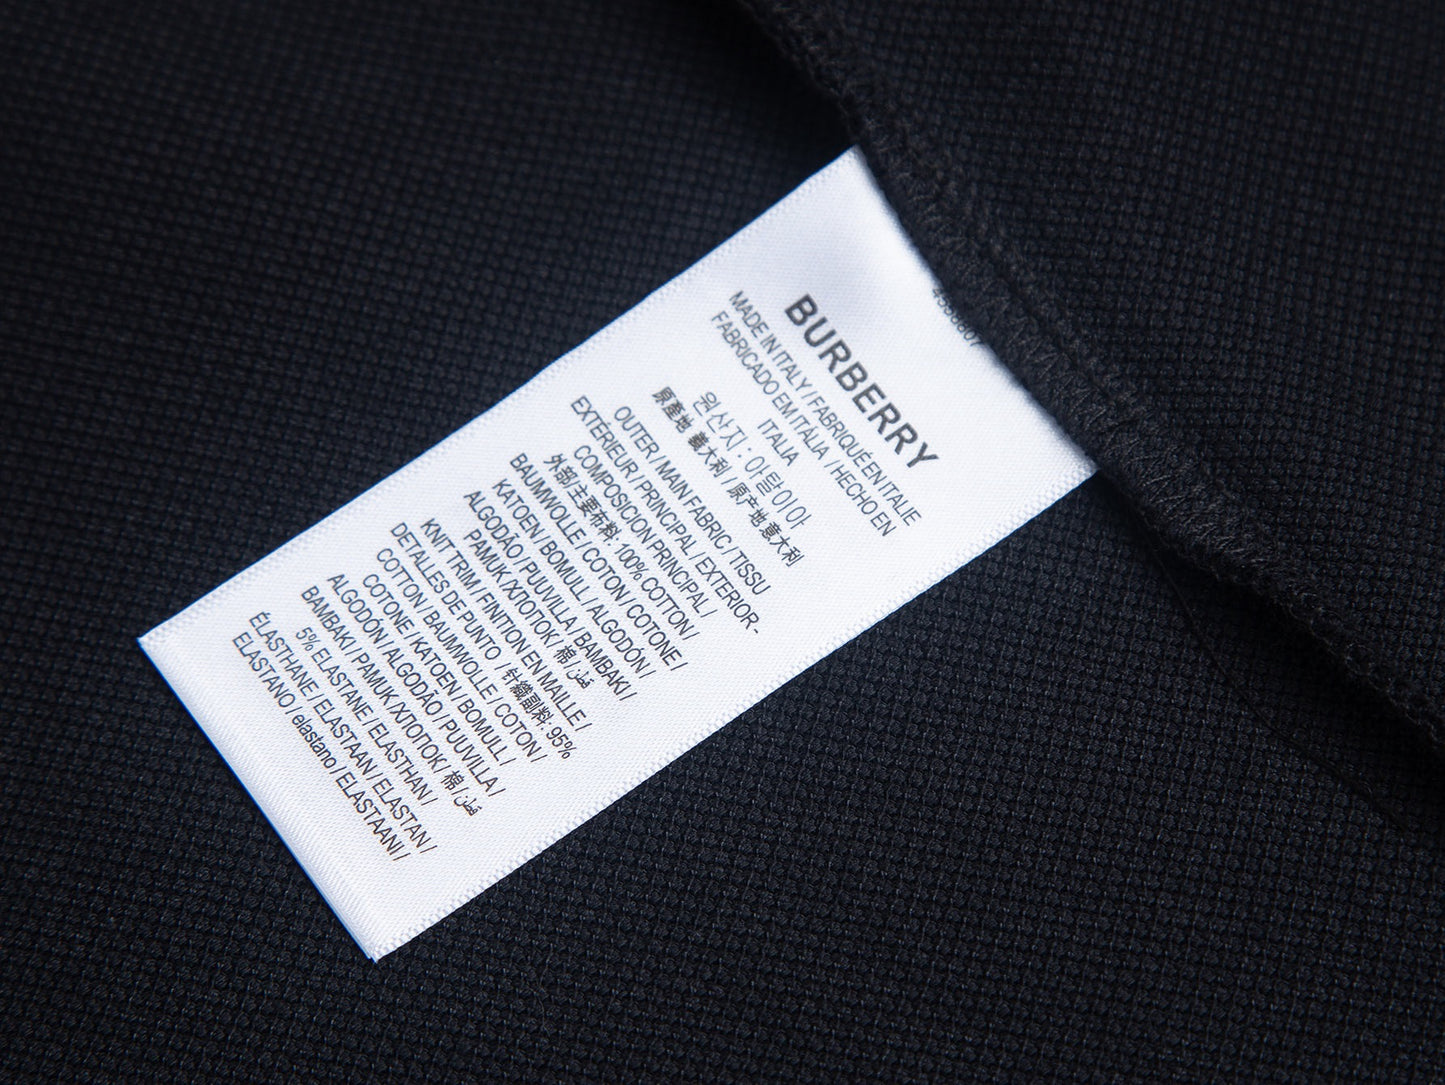 4556807
BURBERRY
MADE IN ITALY / FABRIQUÉ EN ITALIE
FABRICADO EM ITÁLIA / HECHO EN
ITALIA
원산지 : 이탈이아
原產地 意大利 / 原产地 意大利
OUTER / MAIN FABRIC / TISSU
EXTÉRIEUR / PRINCIPAL / EXTERIOR-
COMPOSICION PRINCIPAL /
外部 / 主要布料: 100% COTTON /
BAUMWOLLE / COTON / COTONE /
KATOEN / BOMULL / ALGODÓN /
ALGODÃO / PUUVILLA / BAMBAKI /
PAMUK / ХЛОПОК / 棉 / قطن
KNIT TRIM / FINITION EN MAILLE /
DETALLES DE PUNTO / 针織副料: 95%
COTTON / BAUMWOLLE / COTON /
COTONE / KATOEN / BOMULL /
ALGODÓN / ALGODÃO / PUUVILLA /
BAMBAKI / PAMUK / ХЛОПОК / 棉 / قطن
5% ELASTANE / ELASTHAN /
ÉLASTHANE / ELASTAAN / ELASTAN /
ELASTANO / elastano / ELASTAANI /